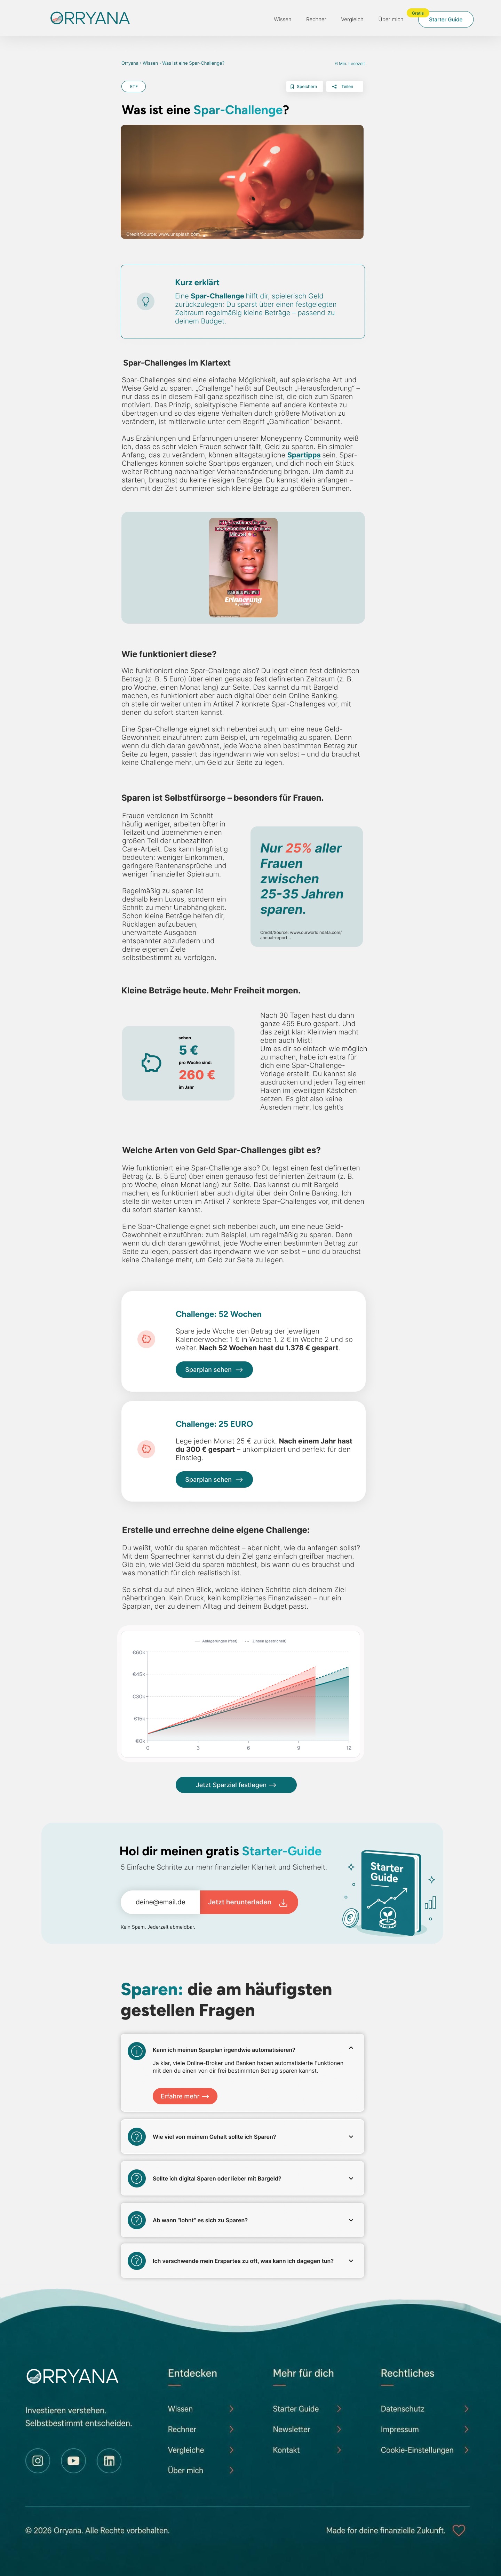 ORRYANA
Wissen
Rechner
Vergleich
Über mich
Gratis
Starter Guide
Orryana › Wissen › Was ist eine Spar-Challenge?
6 Min. Lesezeit
ETF
Speichern
Teilen
Was ist eine Spar-Challenge?
Kurz erklärt
Eine Spar-Challenge hilft dir, spielerisch Geld
zurückzulegen: Du sparst über einen festgelegten
Zeitraum regelmäßig kleine Beträge – passend zu
deinem Budget.
Spar-Challenges im Klartext
Spar-Challenges sind eine einfache Möglichkeit, auf spielerische Art und
Weise Geld zu sparen. „Challenge“ heißt auf Deutsch „Herausforderung“ –
nur dass es in diesem Fall ganz spezifisch eine ist, die dich zum Sparen
motiviert. Das Prinzip, spieltypische Elemente auf andere Kontexte zu
übertragen und so das eigene Verhalten durch größere Motivation zu
verändern, ist mittlerweile unter dem Begriff „Gamification“ bekannt.
Aus Erzählungen und Erfahrungen unserer Moneypenny Community weiß
ich, dass es sehr vielen Frauen schwer fällt, Geld zu sparen. Ein simpler
Anfang, das zu verändern, können alltagstaugliche Spartipps sein. Spar-
Challenges können solche Spartipps ergänzen, und dich noch ein Stück
weiter Richtung nachhaltiger Verhaltensänderung bringen. Um damit zu
starten, brauchst du keine riesigen Beträge. Du kannst klein anfangen –
denn mit der Zeit summieren sich kleine Beträge zu größeren Summen.
Erinnerung
Wie funktioniert diese?
Wie funktioniert eine Spar-Challenge also? Du legst einen fest definierten
Betrag (z. B. 5 Euro) über einen genauso fest definierten Zeitraum (z. B.
pro Woche, einen Monat lang) zur Seite. Das kannst du mit Bargeld
machen, es funktioniert aber auch digital über dein Online Banking.
ch stelle dir weiter unten im Artikel 7 konkrete Spar-Challenges vor, mit
denen du sofort starten kannst.
Eine Spar-Challenge eignet sich nebenbei auch, um eine neue Geld-
Gewohnheit einzuführen: zum Beispiel, um regelmäßig zu sparen. Denn
wenn du dich daran gewöhnst, jede Woche einen bestimmten Betrag zur
Seite zu legen, passiert das irgendwann wie von selbst – und du brauchst
keine Challenge mehr, um Geld zur Seite zu legen.
Sparen ist Selbstfürsorge – besonders für Frauen.
Frauen verdienen im Schnitt
häufig weniger, arbeiten öfter in
Teilzeit und übernehmen einen
großen Teil der unbezahlten
Care-Arbeit. Das kann langfristig
bedeuten: weniger Einkommen,
geringere Rentenansprüche und
weniger finanzieller Spielraum.
Regelmäßig zu sparen ist
deshalb kein Luxus, sondern ein
Schritt zu mehr Unabhängigkeit.
Schon kleine Beträge helfen dir,
Rücklagen aufzubauen,
unerwartete Ausgaben
entspannter abzufedern und
deine eigenen Ziele
selbstbestimmt zu verfolgen.
Nur 25% aller
Frauen
zwischen
25-35 Jahren
sparen.
Credit/Source: www.ourworldindata.com/
annual-report...
Kleine Beträge heute. Mehr Freiheit morgen.
schon
5 €
pro Woche sind:
260 €
im Jahr
Nach 30 Tagen hast du dann
ganze 465 Euro gespart. Und
das zeigt klar: Kleinvieh macht
eben auch Mist!
Um es dir so einfach wie möglich
zu machen, habe ich extra für
dich eine Spar-Challenge-
Vorlage erstellt. Du kannst sie
ausdrucken und jeden Tag einen
Haken im jeweiligen Kästchen
setzen. Es gibt also keine
Ausreden mehr, los geht's
Welche Arten von Geld Spar-Challenges gibt es?
Wie funktioniert eine Spar-Challenge also? Du legst einen fest definierten
Betrag (z. B. 5 Euro) über einen genauso fest definierten Zeitraum (z. B.
pro Woche, einen Monat lang) zur Seite. Das kannst du mit Bargeld
machen, es funktioniert aber auch digital über dein Online Banking. Ich
stelle dir weiter unten im Artikel 7 konkrete Spar-Challenges vor, mit denen
du sofort starten kannst.
Eine Spar-Challenge eignet sich nebenbei auch, um eine neue Geld-
Gewohnheit einzuführen: zum Beispiel, um regelmäßig zu sparen. Denn
wenn du dich daran gewöhnst, jede Woche einen bestimmten Betrag zur
Seite zu legen, passiert das irgendwann wie von selbst – und du brauchst
keine Challenge mehr, um Geld zur Seite zu legen.
Challenge: 52 Wochen
Spare jede Woche den Betrag der jeweiligen
Kalenderwoche: 1 € in Woche 1, 2 € in Woche 2 und so
weiter. Nach 52 Wochen hast du 1.378 € gespart.
Sparplan sehen
Challenge: 25 EURO
Lege jeden Monat 25 € zurück. Nach einem Jahr hast
du 300 € gespart – unkompliziert und perfekt für den
Einstieg.
Sparplan sehen
Erstelle und errechne deine eigene Challenge:
Du weißt, wofür du sparen möchtest – aber nicht, wie du anfangen sollst?
Mit dem Sparrechner kannst du dein Ziel ganz einfach greifbar machen.
Gib ein, wie viel Geld du sparen möchtest, bis wann du es brauchst und
was monatlich für dich realistisch ist.
So siehst du auf einen Blick, welche kleinen Schritte dich deinem Ziel
näherbringen. Kein Druck, kein kompliziertes Finanzwissen – nur ein
Sparplan, der zu deinem Alltag und deinem Budget passt.
Zinsen (gestrichelt)
€60k
€45k
€30k
€15k
€0k
0
3
6
9
12
Jetzt Sparziel festlegen
Hol dir meinen gratis Starter-Guide
5 Einfache Schritte zur mehr finanzieller Klarheit und Sicherheit.
deine@email.de
Jetzt herunterladen
Kein Spam. Jederzeit abmeldbar.
Starter
Guide
€
Sparen: die am häufigsten
gestellen Fragen
Kann ich meinen Sparplan irgendwie automatisieren?
Ja klar, viele Online-Broker und Banken haben automatisierte Funktionen
mit den du einen von dir frei bestimmten Betrag sparen kannst.
Erfahre mehr
Wie viel von meinem Gehalt sollte ich Sparen?
Sollte ich digital Sparen oder lieber mit Bargeld?
Ab wann "lohnt" es sich zu Sparen?
Ich verschwende mein Erspartes zu oft, was kann ich dagegen tun?
ORRYANA
Investieren verstehen.
Selbstbestimmt entscheiden.
Entdecken
Wissen
Rechner
Vergleiche
Über mich
Mehr für dich
Starter Guide
Newsletter
Kontakt
Rechtliches
Datenschutz
Impressum
Cookie-Einstellungen
© 2026 Orryana. Alle Rechte vorbehalten.
Made for deine finanzielle Zukunft.